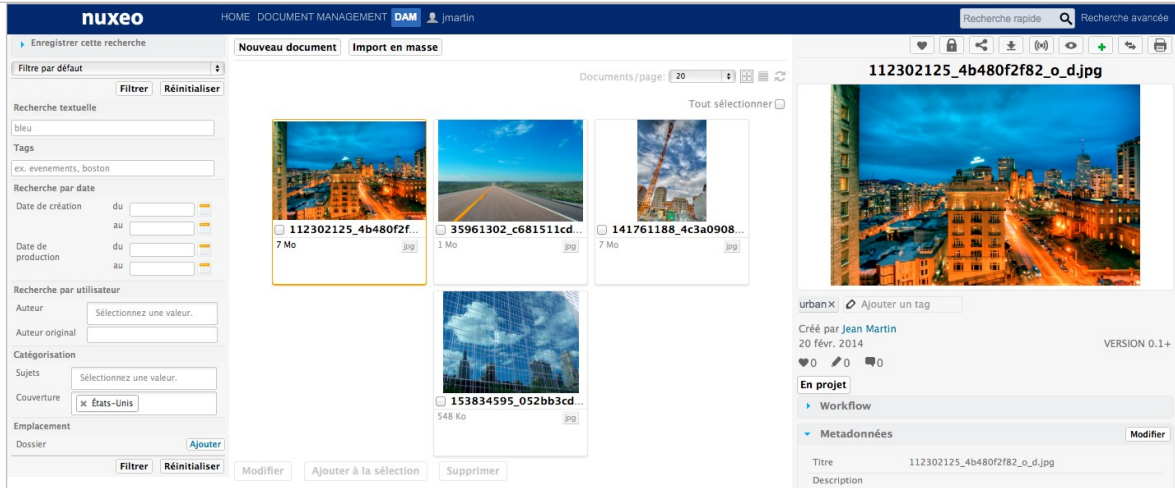 nuxeo
HOME DOCUMENT MANAGEMENT DAM jmartin
Recherche rapide Recherche avancée
Enregistrer cette recherche
Filtre par défaut
Filtrer Réinitialiser
Recherche textuelle
bleu
Tags
ex. evenements, boston
Recherche par date
Date de création du
au
Date de production du
au
Recherche par utilisateur
Auteur Sélectionnez une valeur.
Auteur original
Catégorisation
Sujets Sélectionnez une valeur.
Couverture × États-Unis
Emplacement
Dossier Ajouter
Filtrer Réinitialiser
Nouveau document Import en masse
Documents/page: 20
Tout sélectionner
112302125_4b480f2f...
7 Mo jpg
35961302_c681511cd...
1 Mo jpg
141761188_4c3a0908...
7 Mo jpg
153834595_052bb3cd...
548 Ko jpg
Modifier Ajouter à la sélection Supprimer
112302125_4b480f2f82_o_d.jpg
urban× Ajouter un tag
Créé par Jean Martin
20 févr. 2014 VERSION 0.1+
0 0 0
En projet
Workflow
Metadonnées Modifier
Titre 112302125_4b480f2f82_o_d.jpg
Description